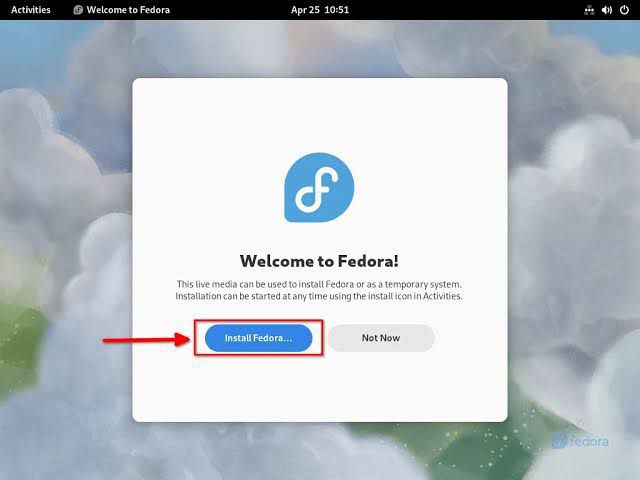 Activities Welcome to Fedora Apr 25 10:51
Welcome to Fedora!
This live media can be used to install Fedora or as a temporary system.
Installation can be started at any time using the install icon in Activities.
Install Fedora... Not Now
fedora